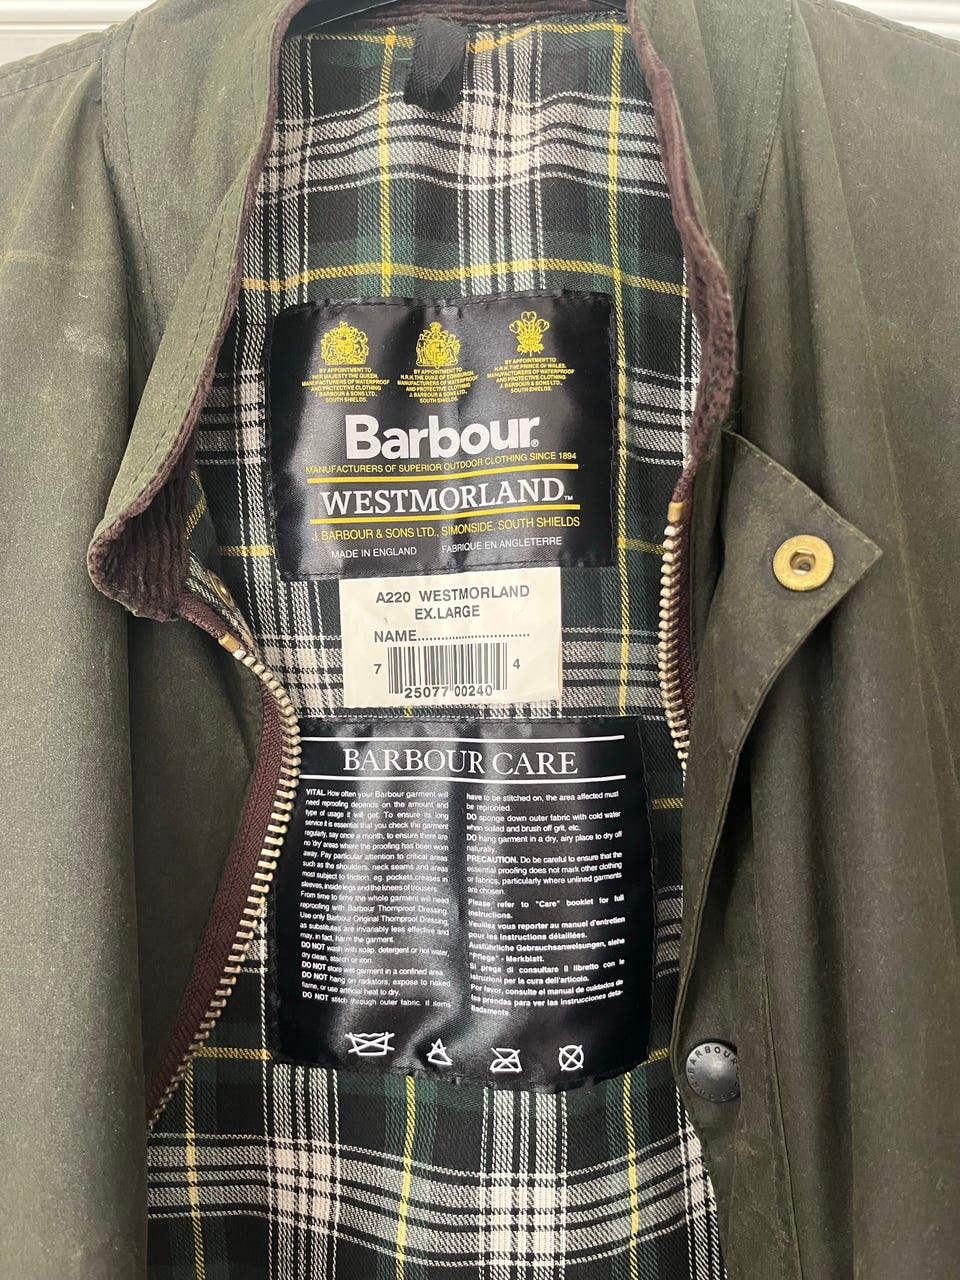 BY APPOINTMENT TO
HER MAJESTY THE QUEEN.
MANUFACTURERS OF WATERPROOF
AND PROTECTIVE CLOTHING
J. BARBOUR & SONS LTD.,
SOUTH SHIELDS.
BY APPOINTMENT TO
H.R.H. THE DUKE OF EDINBURGH.
MANUFACTURERS OF WATERPROOF
AND PROTECTIVE CLOTHING
J. BARBOUR & SONS LTD.,
SOUTH SHIELDS.
BY APPOINTMENT TO
H.R.H. THE PRINCE OF WALES.
MANUFACTURERS OF WATERPROOF
AND PROTECTIVE CLOTHING
J. BARBOUR & SONS LTD.,
SOUTH SHIELDS.
Barbour®
MANUFACTURERS OF SUPERIOR OUTDOOR CLOTHING SINCE 1894
WESTMORLAND™
J. BARBOUR & SONS LTD., SIMONSIDE, SOUTH SHIELDS
MADE IN ENGLAND FABRIQUE EN ANGLETERRE
A220 WESTMORLAND
EX.LARGE
NAME.............................
7 25077 00240 4
BARBOUR CARE
VITAL. How often your Barbour garment will
need reproofing depends on the amount and
type of usage it will get. To ensure its long
service it is essential that you check the garment
regularly, say once a month, to ensure there are
no 'dry' areas where the proofing has been worn
away. Pay particular attention to critical areas
such as the shoulders, neck seams and areas
most subject to friction, eg. pockets, creases in
sleeves, inside legs and the knees of trousers.
From time to time the whole garment will need
reproofing with Barbour Thornproof Dressing.
Use only Barbour Original Thornproof Dressing,
as substitutes are invariably less effective and
may, in fact, harm the garment.
DO NOT wash with soap, detergent or hot water,
dry clean, starch or iron.
DO NOT store wet garment in a confined area.
DO NOT hang on radiators, expose to naked
flame, or use artificial heat to dry.
DO NOT stitch through outer fabric. If items
have to be stitched on, the area affected must
be reproofed.
DO sponge down outer fabric with cold water
when soiled and brush off grit, etc.
DO hang garment in a dry, airy place to dry off
naturally.
PRECAUTION. Do be careful to ensure that the
essential proofing does not mark other clothing
or fabrics, particularly where unlined garments
are chosen.
Please refer to "Care" booklet for full
instructions.
Veuillez vous reporter au manuel d'entretien
pour les instructions détaillées.
Ausführliche Gebrauchsanweisungen, siehe
"Pflege" - Merkblatt.
Si prega di consultare il libretto con le
istruzioni per la cura dell'articolo.
Por favor, consulte el manual de cuidados de
las prendas para ver las instrucciones deta-
lladamente.
BARBOUR